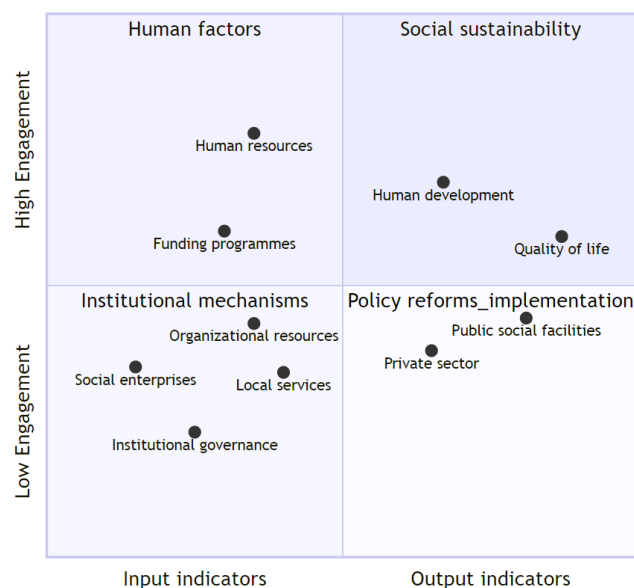 Human factors
Social sustainability
High Engagement
Human resources
Human development
Funding programmes
Quality of life
Institutional mechanisms
Policy reforms_implementation
Organizational resources
Public social facilities
Private sector
Social enterprises
Local services
Low Engagement
Institutional governance
Input indicators
Output indicators